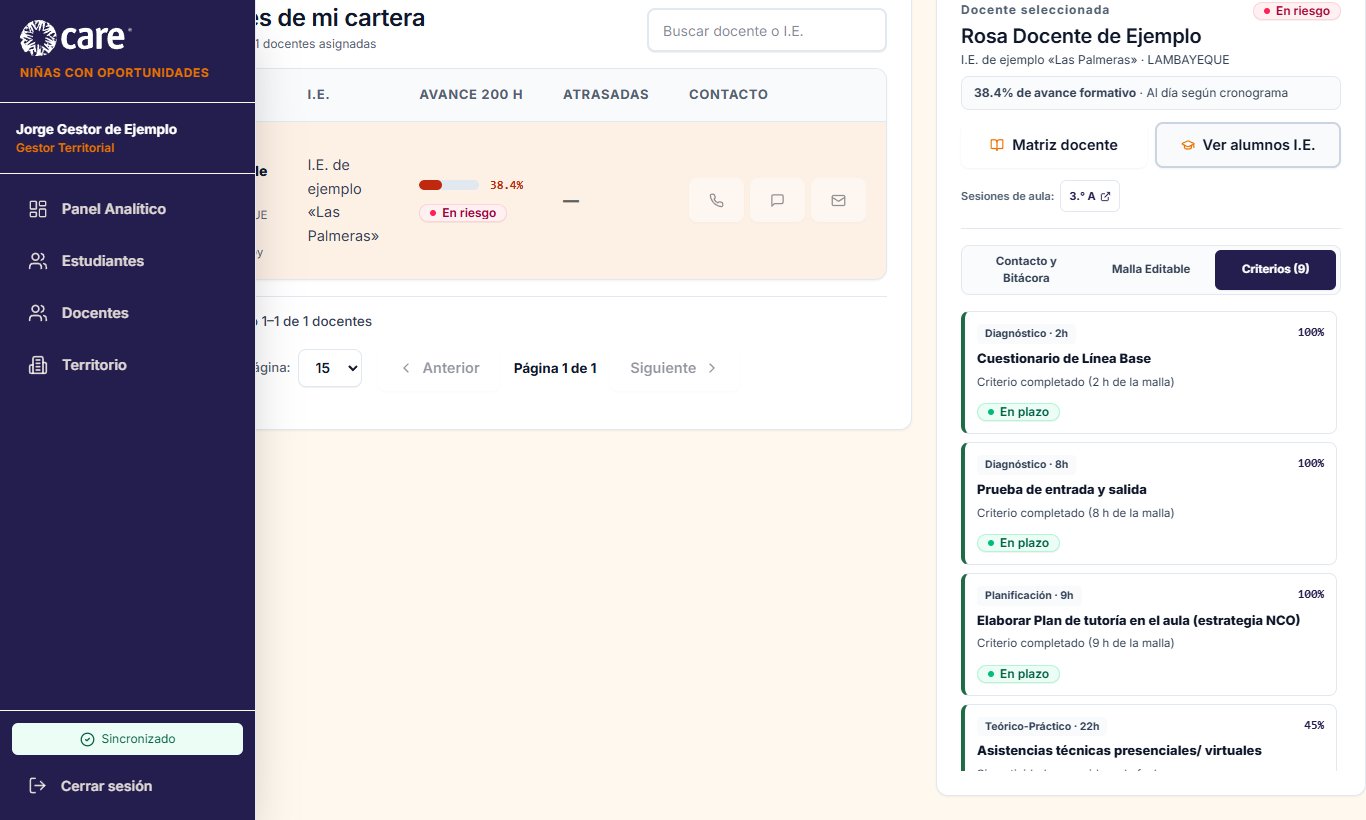 care
NIÑAS CON OPORTUNIDADES
Jorge Gestor de Ejemplo
Gestor Territorial
Panel Analítico
Estudiantes
Docentes
Territorio
Sincronizado
Cerrar sesión
es de mi cartera
1 docentes asignadas
Buscar docente o I.E.
I.E.
AVANCE 200 H
ATRASADAS
CONTACTO
I.E. de
ejemplo
«Las
Palmeras»
38.4%
En riesgo
—
1–1 de 1 docentes
ágina:
15
Anterior
Página 1 de 1
Siguiente
Docente seleccionada
En riesgo
Rosa Docente de Ejemplo
I.E. de ejemplo «Las Palmeras» · LAMBAYEQUE
38.4% de avance formativo · Al día según cronograma
Matriz docente
Ver alumnos I.E.
Sesiones de aula:
3.° A
Contacto y
Bitácora
Malla Editable
Criterios (9)
Diagnóstico · 2h
100%
Cuestionario de Línea Base
Criterio completado (2 h de la malla)
En plazo
Diagnóstico · 8h
100%
Prueba de entrada y salida
Criterio completado (8 h de la malla)
En plazo
Planificación · 9h
100%
Elaborar Plan de tutoría en el aula (estrategia NCO)
Criterio completado (9 h de la malla)
En plazo
Teórico-Práctico · 22h
45%
Asistencias técnicas presenciales/ virtuales